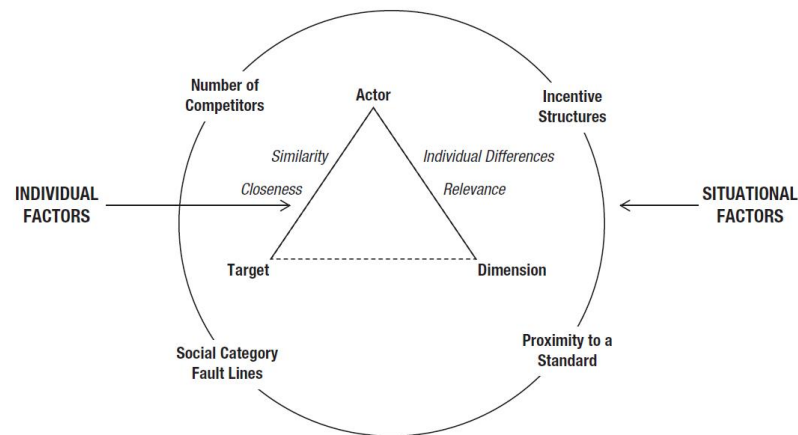 Number of
Competitors
Actor
Incentive
Structures
Similarity
Individual Differences
Closeness
Relevance
INDIVIDUAL
FACTORS
SITUATIONAL
FACTORS
Target
Dimension
Social Category
Fault Lines
Proximity to a
Standard